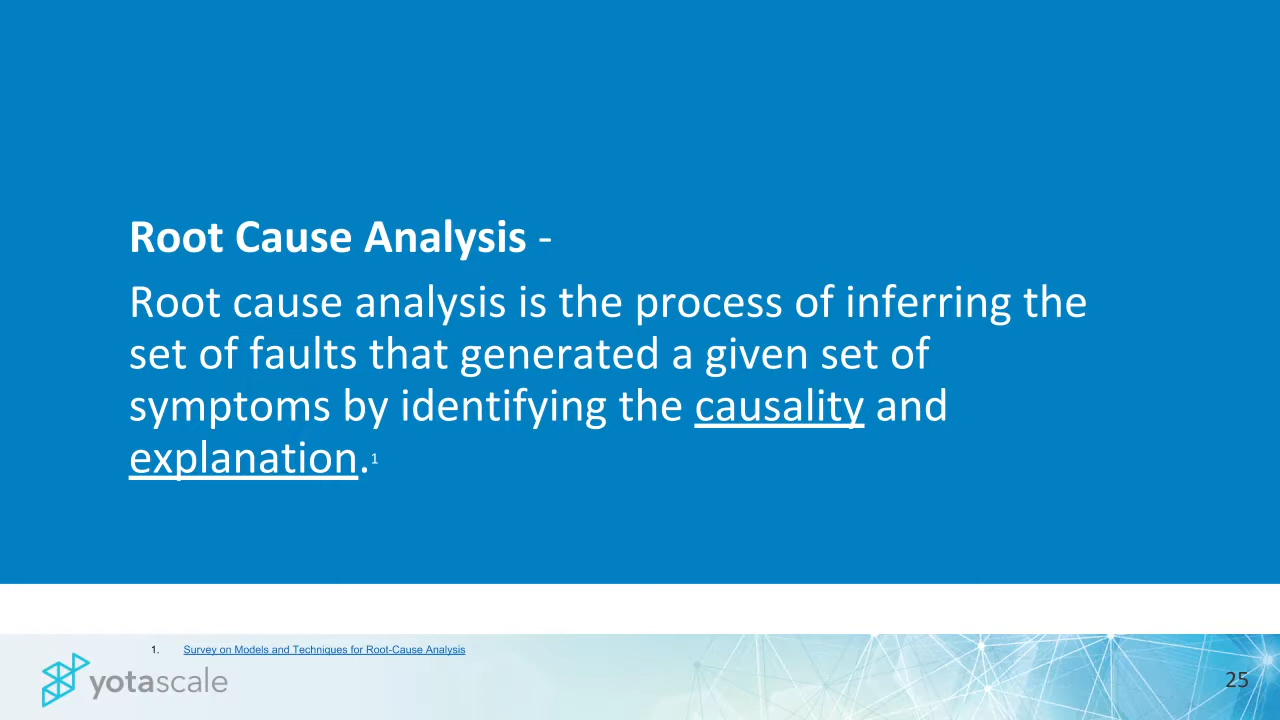 Root Cause Analysis -
Root cause analysis is the process of inferring the
set of faults that generated a given set of
symptoms by identifying the causality and
explanation.1
1. Survey on Models and Techniques for Root-Cause Analysis
yotascale
25